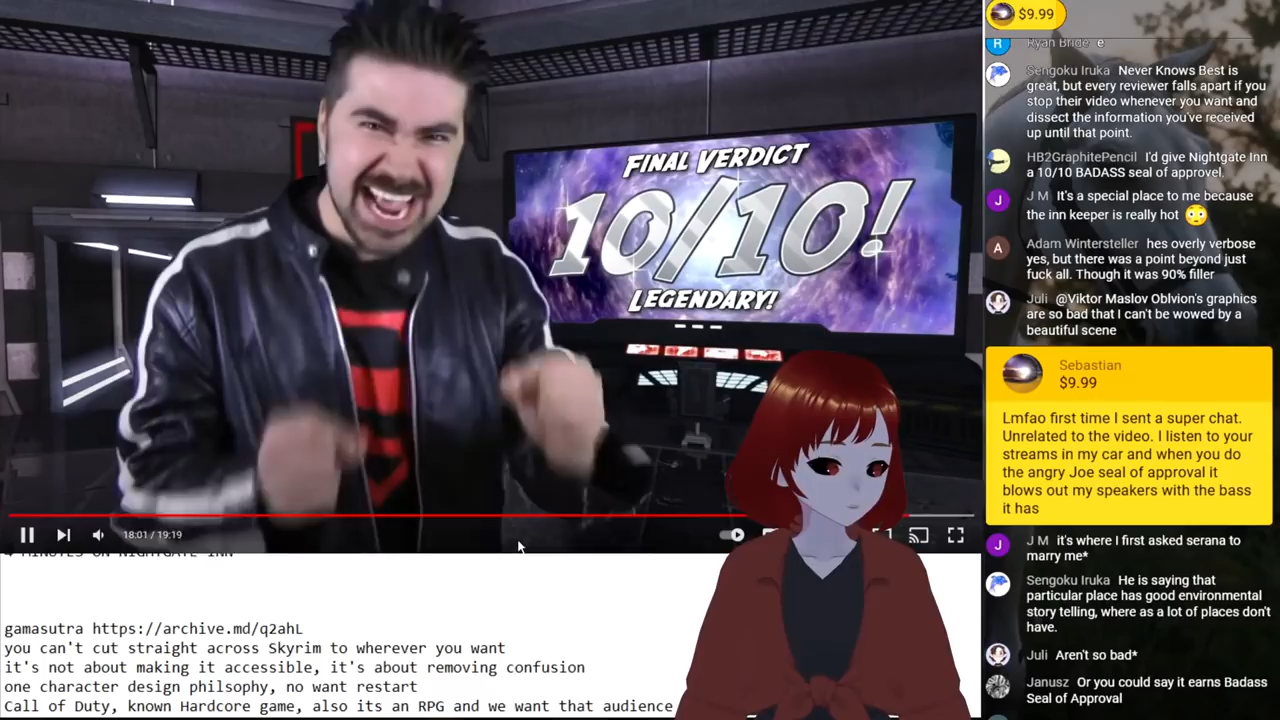 FINAL VERDICT
10/10!
LEGENDARY!
18:01 / 19:19
4 MINUTES ON NIGHTGATE INN
gamasutra https://archive.md/q2ahL
you can't cut straight across Skyrim to wherever you want
it's not about making it accessible, it's about removing confusion
one character design philsophy, no want restart
Call of Duty, known Hardcore game, also its an RPG and we want that audience
$9.99
R Ryan Bride e
Sengoku Iruka Never Knows Best is
great, but every reviewer falls apart if you
stop their video whenever you want and
dissect the information you've received
up until that point.
HB2GraphitePencil I'd give Nightgate Inn
a 10/10 BADASS seal of approvel.
J J M It's a special place to me because
the inn keeper is really hot 😳
A Adam Wintersteller hes overly verbose
yes, but there was a point beyond just
fuck all. Though it was 90% filler
Juli @Viktor Maslov Oblvion's graphics
are so bad that I can't be wowed by a
beautiful scene
Sebastian
$9.99
Lmfao first time I sent a super chat.
Unrelated to the video. I listen to your
streams in my car and when you do
the angry Joe seal of approval it
blows out my speakers with the bass
it has
J J M it's where I first asked serana to
marry me*
Sengoku Iruka He is saying that
particular place has good environmental
story telling, where as a lot of places don't
have.
Juli Aren't so bad*
Janusz Or you could say it earns Badass
Seal of Approval